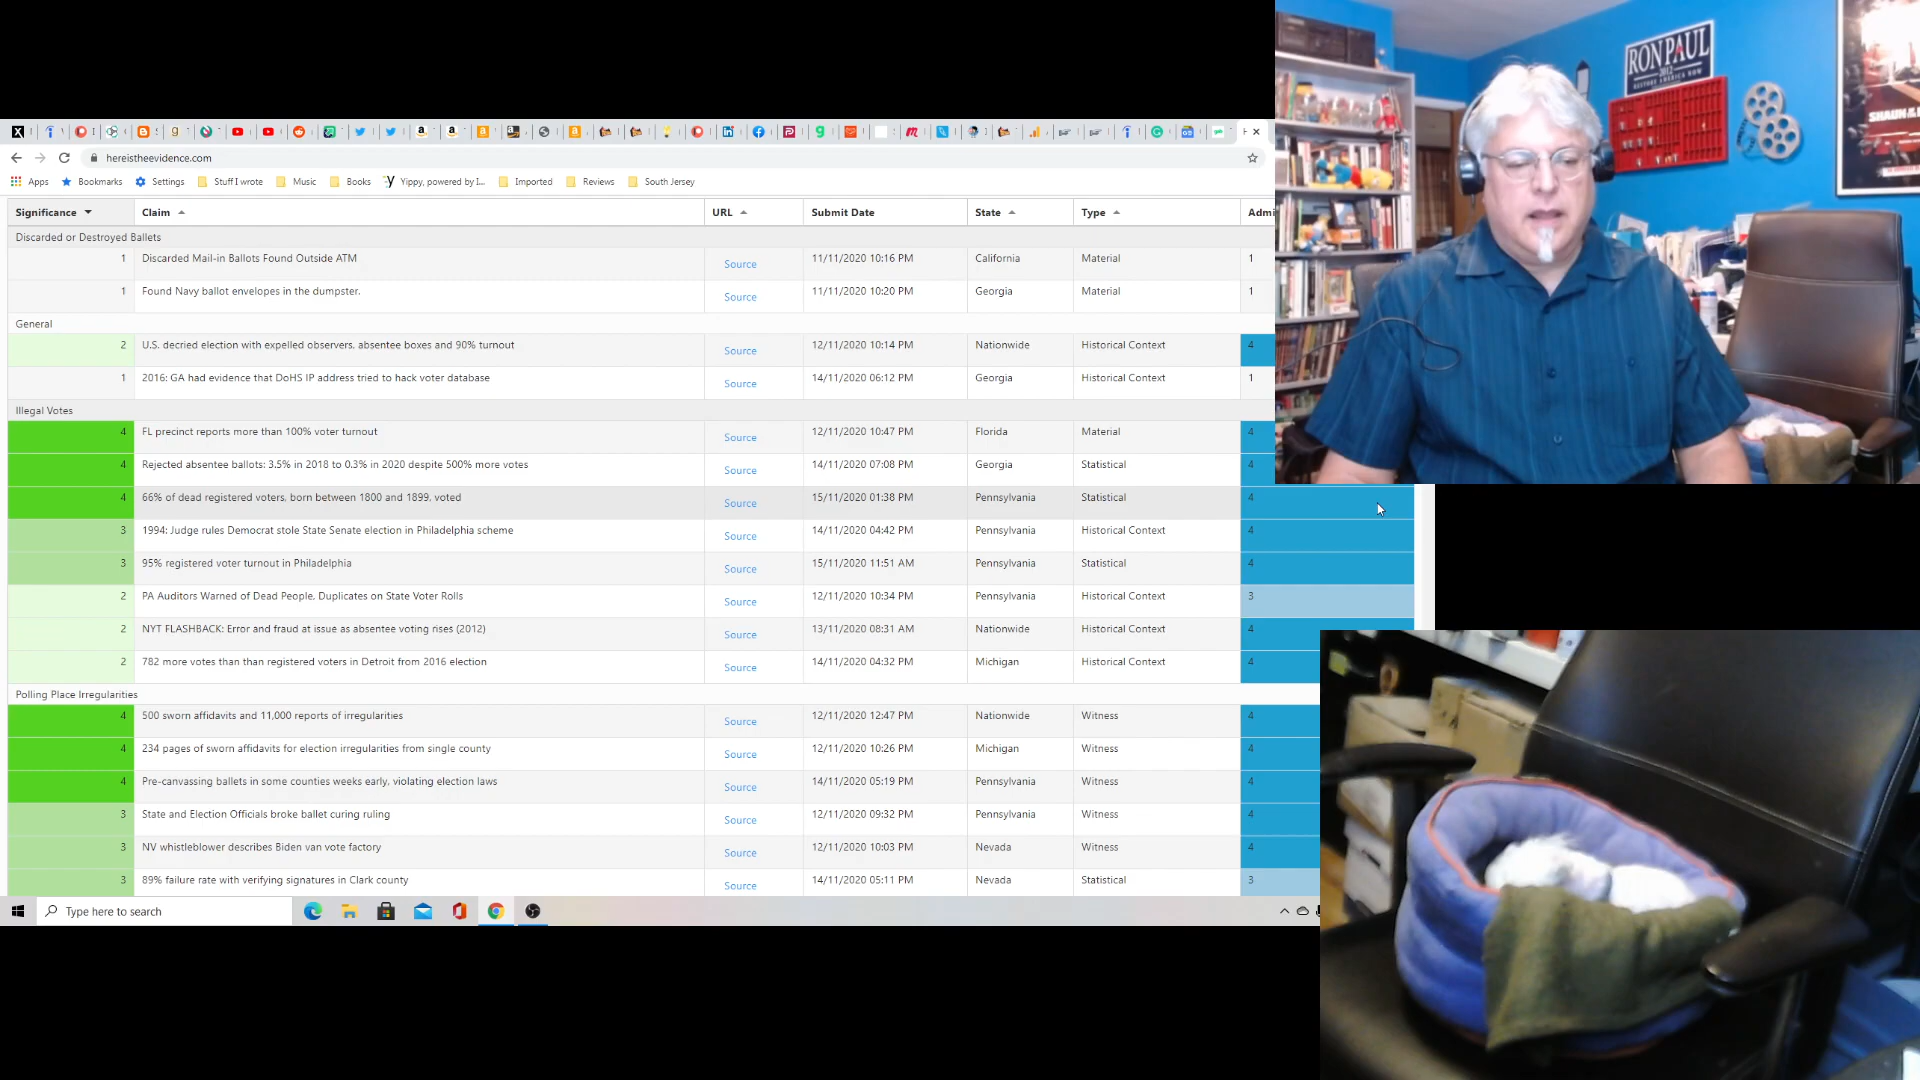 hereistheevidence.com
Apps Bookmarks Settings Stuff I wrote Music Books Yippy, powered by I... Imported Reviews South Jersey
Significance Claim URL Submit Date State Type Admi
Discarded or Destroyed Ballets
1 Discarded Mail-in Ballots Found Outside ATM Source 11/11/2020 10:16 PM California Material 1
1 Found Navy ballot envelopes in the dumpster. Source 11/11/2020 10:20 PM Georgia Material 1
General
2 U.S. decried election with expelled observers, absentee boxes and 90% turnout Source 12/11/2020 10:14 PM Nationwide Historical Context 4
1 2016: GA had evidence that DoHS IP address tried to hack voter database Source 14/11/2020 06:12 PM Georgia Historical Context 1
Illegal Votes
4 FL precinct reports more than 100% voter turnout Source 12/11/2020 10:47 PM Florida Material 4
4 Rejected absentee ballots: 3.5% in 2018 to 0.3% in 2020 despite 500% more votes Source 14/11/2020 07:08 PM Georgia Statistical 4
4 66% of dead registered voters, born between 1800 and 1899, voted Source 15/11/2020 01:38 PM Pennsylvania Statistical 4
3 1994: Judge rules Democrat stole State Senate election in Philadelphia scheme Source 14/11/2020 04:42 PM Pennsylvania Historical Context 4
3 95% registered voter turnout in Philadelphia Source 15/11/2020 11:51 AM Pennsylvania Statistical 4
2 PA Auditors Warned of Dead People, Duplicates on State Voter Rolls Source 12/11/2020 10:34 PM Pennsylvania Historical Context 3
2 NYT FLASHBACK: Error and fraud at issue as absentee voting rises (2012) Source 13/11/2020 08:31 AM Nationwide Historical Context 4
2 782 more votes than than registered voters in Detroit from 2016 election Source 14/11/2020 04:32 PM Michigan Historical Context 4
Polling Place Irregularities
4 500 sworn affidavits and 11,000 reports of irregularities Source 12/11/2020 12:47 PM Nationwide Witness 4
4 234 pages of sworn affidavits for election irregularities from single county Source 12/11/2020 10:26 PM Michigan Witness 4
4 Pre-canvassing ballets in some counties weeks early, violating election laws Source 14/11/2020 05:19 PM Pennsylvania Witness 4
3 State and Election Officials broke ballet curing ruling Source 12/11/2020 09:32 PM Pennsylvania Witness 4
3 NV whistleblower describes Biden van vote factory Source 12/11/2020 10:03 PM Nevada Witness 4
3 89% failure rate with verifying signatures in Clark county Source 14/11/2020 05:11 PM Nevada Statistical 3
Type here to search
RON PAUL
2012
RESTORE AMERICA NOW
SHAUN